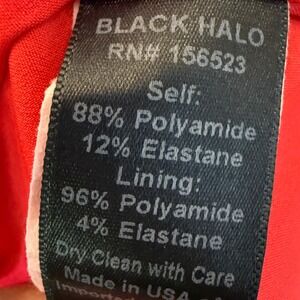 BLACK HALO
RN# 156523
Self:
88% Polyamide
12% Elastane
Lining:
96% Polyamide
4% Elastane
Dry Clean with Care
Made in USA
Imported